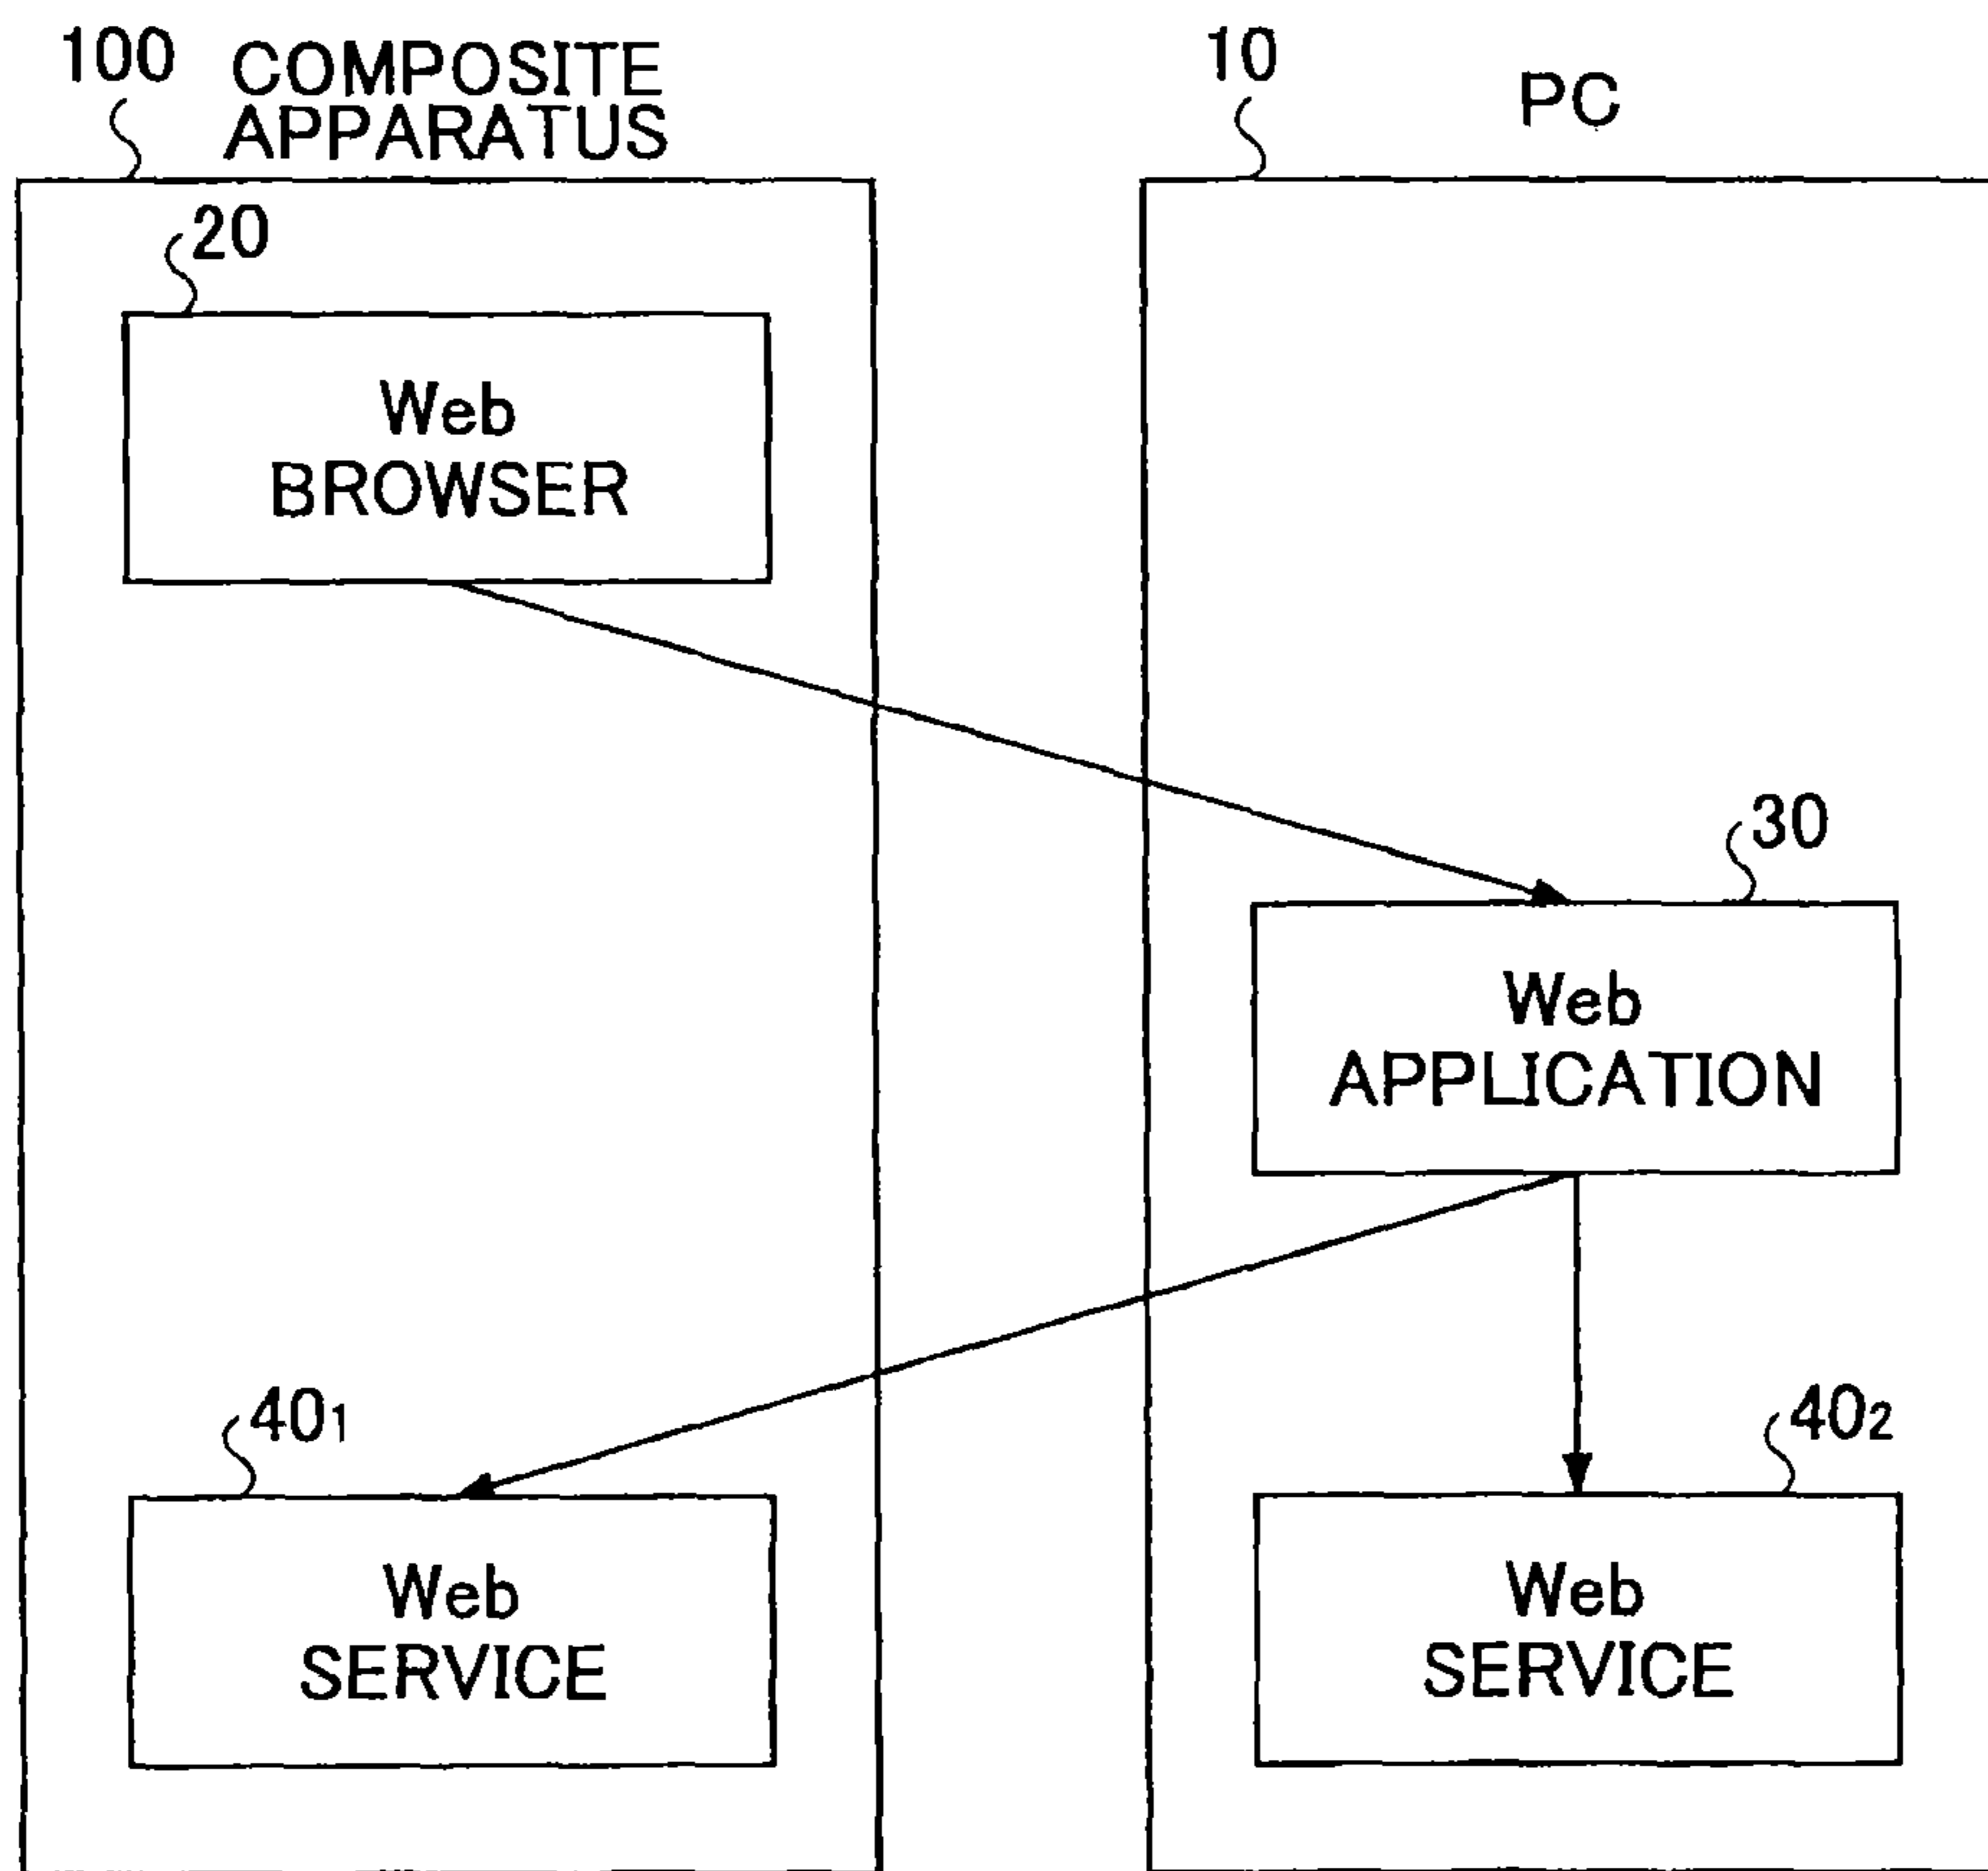 100
COMPOSITE
APPARATUS
10
PC
20
Web
BROWSER
30
Web
APPLICATION
40₁
Web
SERVICE
40₂
Web
SERVICE